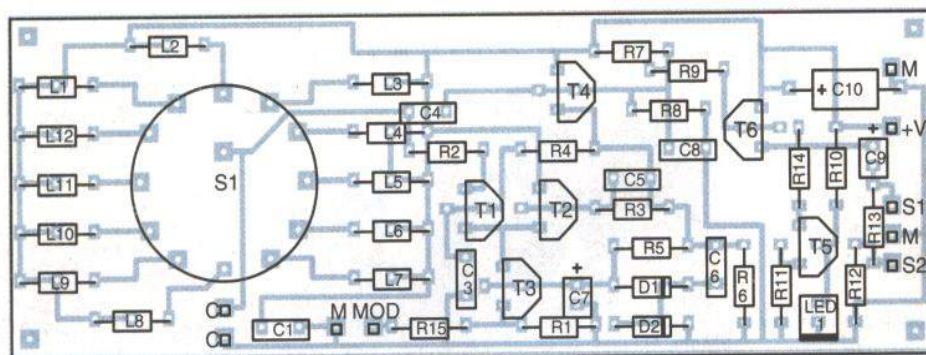 L2
R7
L1
L3
R9
M
C4
T4
+ C10
R8
T6
L12
L4
+
+V
R2
R4
C8
R14
R10
C9
L11
S1
L5
C5
T1
T2
R3
S1
L10
L6
R13
M
T5
R5
C6
S2
L9
L7
C3
T3
+
C7
D1
R6
R11
R12
C
M MOD
LED
1
L8
C1
R15
R1
D2
C